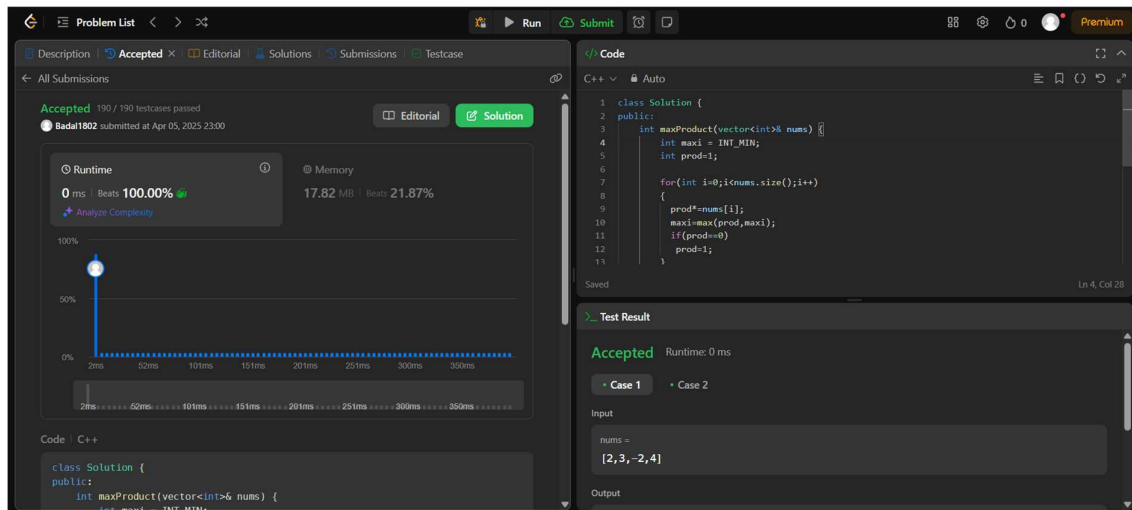 Problem List
Run
Submit
0
Premium
Description
Accepted ×
Editorial
Solutions
Submissions
Testcase
← All Submissions
Accepted 190 / 190 testcases passed
Badal1802 submitted at Apr 05, 2025 23:00
Editorial
Solution
Runtime
0 ms | Beats 100.00%
Analyze Complexity
Memory
17.82 MB | Beats 21.87%
100%
50%
0%
2ms 52ms 101ms 151ms 201ms 251ms 300ms 350ms
2ms 52ms 101ms 151ms 201ms 251ms 300ms 350ms
Code | C++
class Solution {
public:
int maxProduct(vector<int>& nums) {
int maxi = INT_MIN;
</> Code
C++ Auto
1 class Solution {
2 public:
3 int maxProduct(vector<int>& nums) {
4 int maxi = INT_MIN;
5 int prod=1;
6
7 for(int i=0;i<nums.size();i++)
8 {
9 prod*=nums[i];
10 maxi=max(prod,maxi);
11 if(prod==0)
12 prod=1;
13 }
Saved
Ln 4, Col 28
>_ Test Result
Accepted Runtime: 0 ms
• Case 1 • Case 2
Input
nums =
[2,3,-2,4]
Output